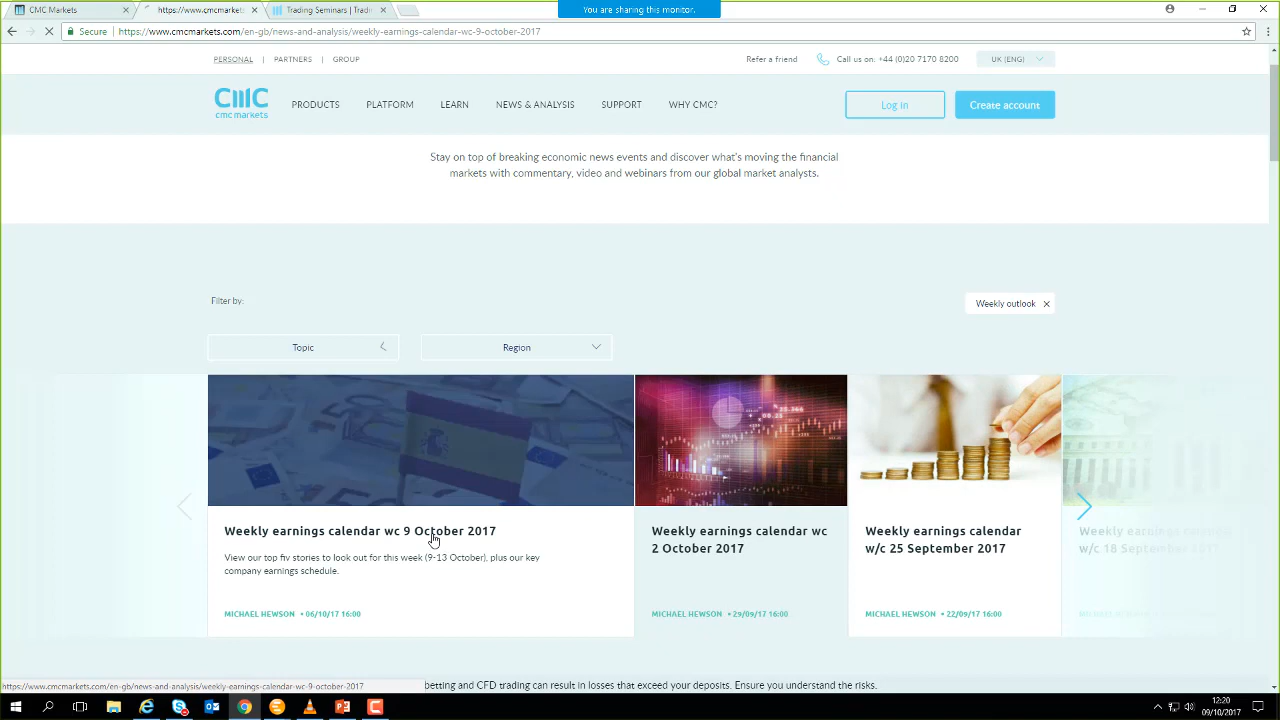 You are sharing this monitor.
CMC Markets
https://www.cmcmarkets
Trading Seminars | Tradin
Secure
https://www.cmcmarkets.com/en-gb/news-and-analysis/weekly-earnings-calendar-wc-9-october-2017
PERSONAL | PARTNERS | GROUP
Refer a friend
Call us on: +44 (0)20 7170 8200
UK (ENG)
CMC
cmc markets
PRODUCTS
PLATFORM
LEARN
NEWS & ANALYSIS
SUPPORT
WHY CMC?
Log in
Create account
Stay on top of breaking economic news events and discover what's moving the financial
markets with commentary, video and webinars from our global market analysts.
Filter by:
Weekly outlook
Topic
Region
Weekly earnings calendar wc 9 October 2017
View our top fiv stories to look out for this week (9-13 October), plus our key
company earnings schedule.
MICHAEL HEWSON • 06/10/17 16:00
Weekly earnings calendar wc
2 October 2017
MICHAEL HEWSON • 29/09/17 16:00
Weekly earnings calendar
w/c 25 September 2017
MICHAEL HEWSON • 22/09/17 16:00
Weekly earnings calendar
w/c 18 September 2017
https://www.cmcmarkets.com/en-gb/news-and-analysis/weekly-earnings-calendar-wc-9-october-2017
betting and CFD trading can result in losses that exceed your deposits. Ensure you understand the risks.
12:20
09/10/2017